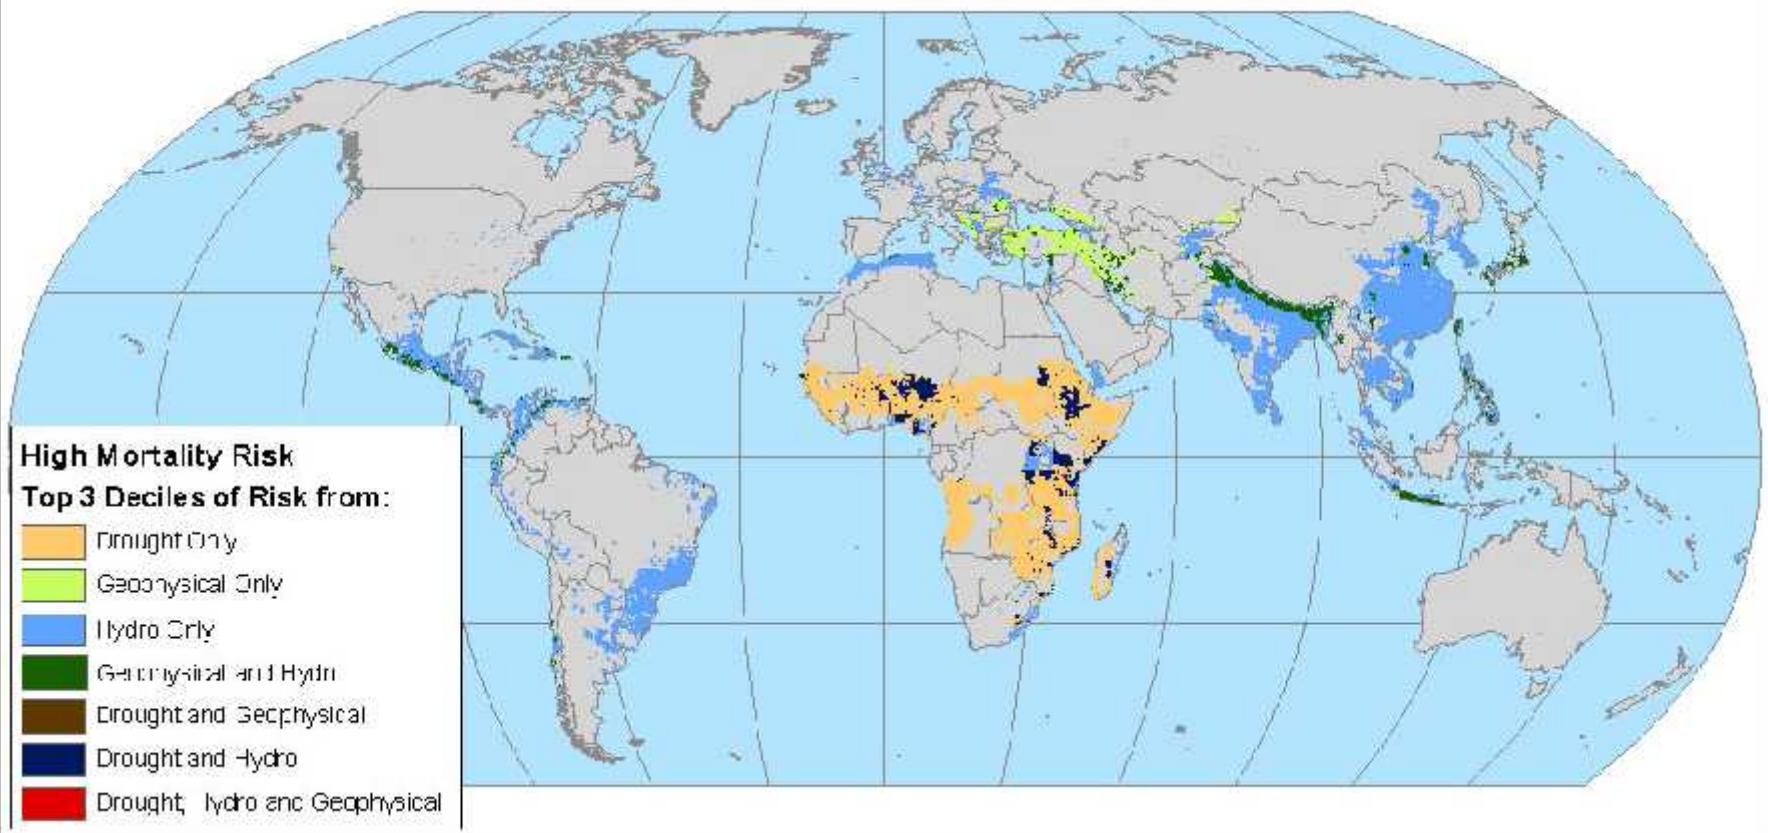 High Mortality Risk
Top 3 Deciles of Risk from:
Drought Only
Geophysical Only
Hydro Only
Geophysical and Hydro
Drought and Geophysical
Drought and Hydro
Drought, Hydro and Geophysical